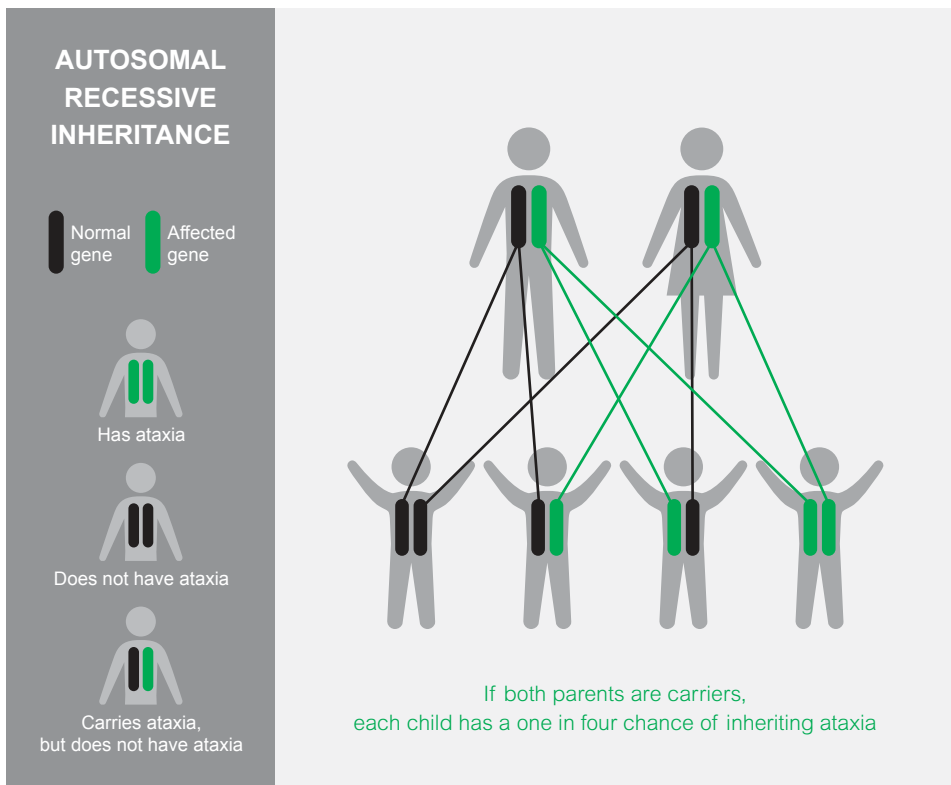 AUTOSOMAL
RECESSIVE
INHERITANCE
Normal
gene
Affected
gene
Has ataxia
Does not have ataxia
Carries ataxia,
but does not have ataxia
If both parents are carriers,
each child has a one in four chance of inheriting ataxia